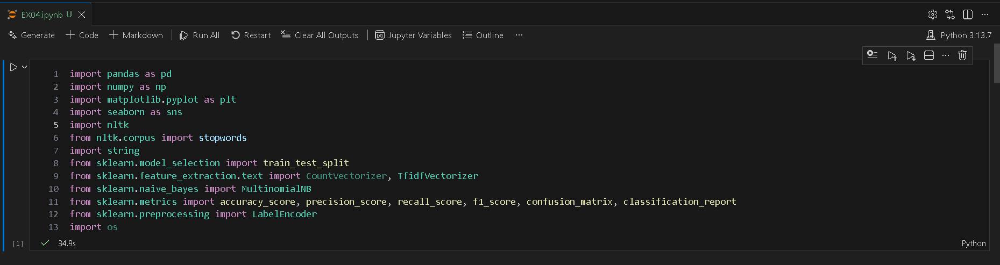 EX04.ipynb U
Generate + Code + Markdown | Run All Restart Clear All Outputs | Jupyter Variables Outline ... Python 3.13.7
1 import pandas as pd
2 import numpy as np
3 import matplotlib.pyplot as plt
4 import seaborn as sns
5 import nltk
6 from nltk.corpus import stopwords
7 import string
8 from sklearn.model_selection import train_test_split
9 from sklearn.feature_extraction.text import CountVectorizer, TfidfVectorizer
10 from sklearn.naive_bayes import MultinomialNB
11 from sklearn.metrics import accuracy_score, precision_score, recall_score, f1_score, confusion_matrix, classification_report
12 from sklearn.preprocessing import LabelEncoder
13 import os
[1] 34.9s Python